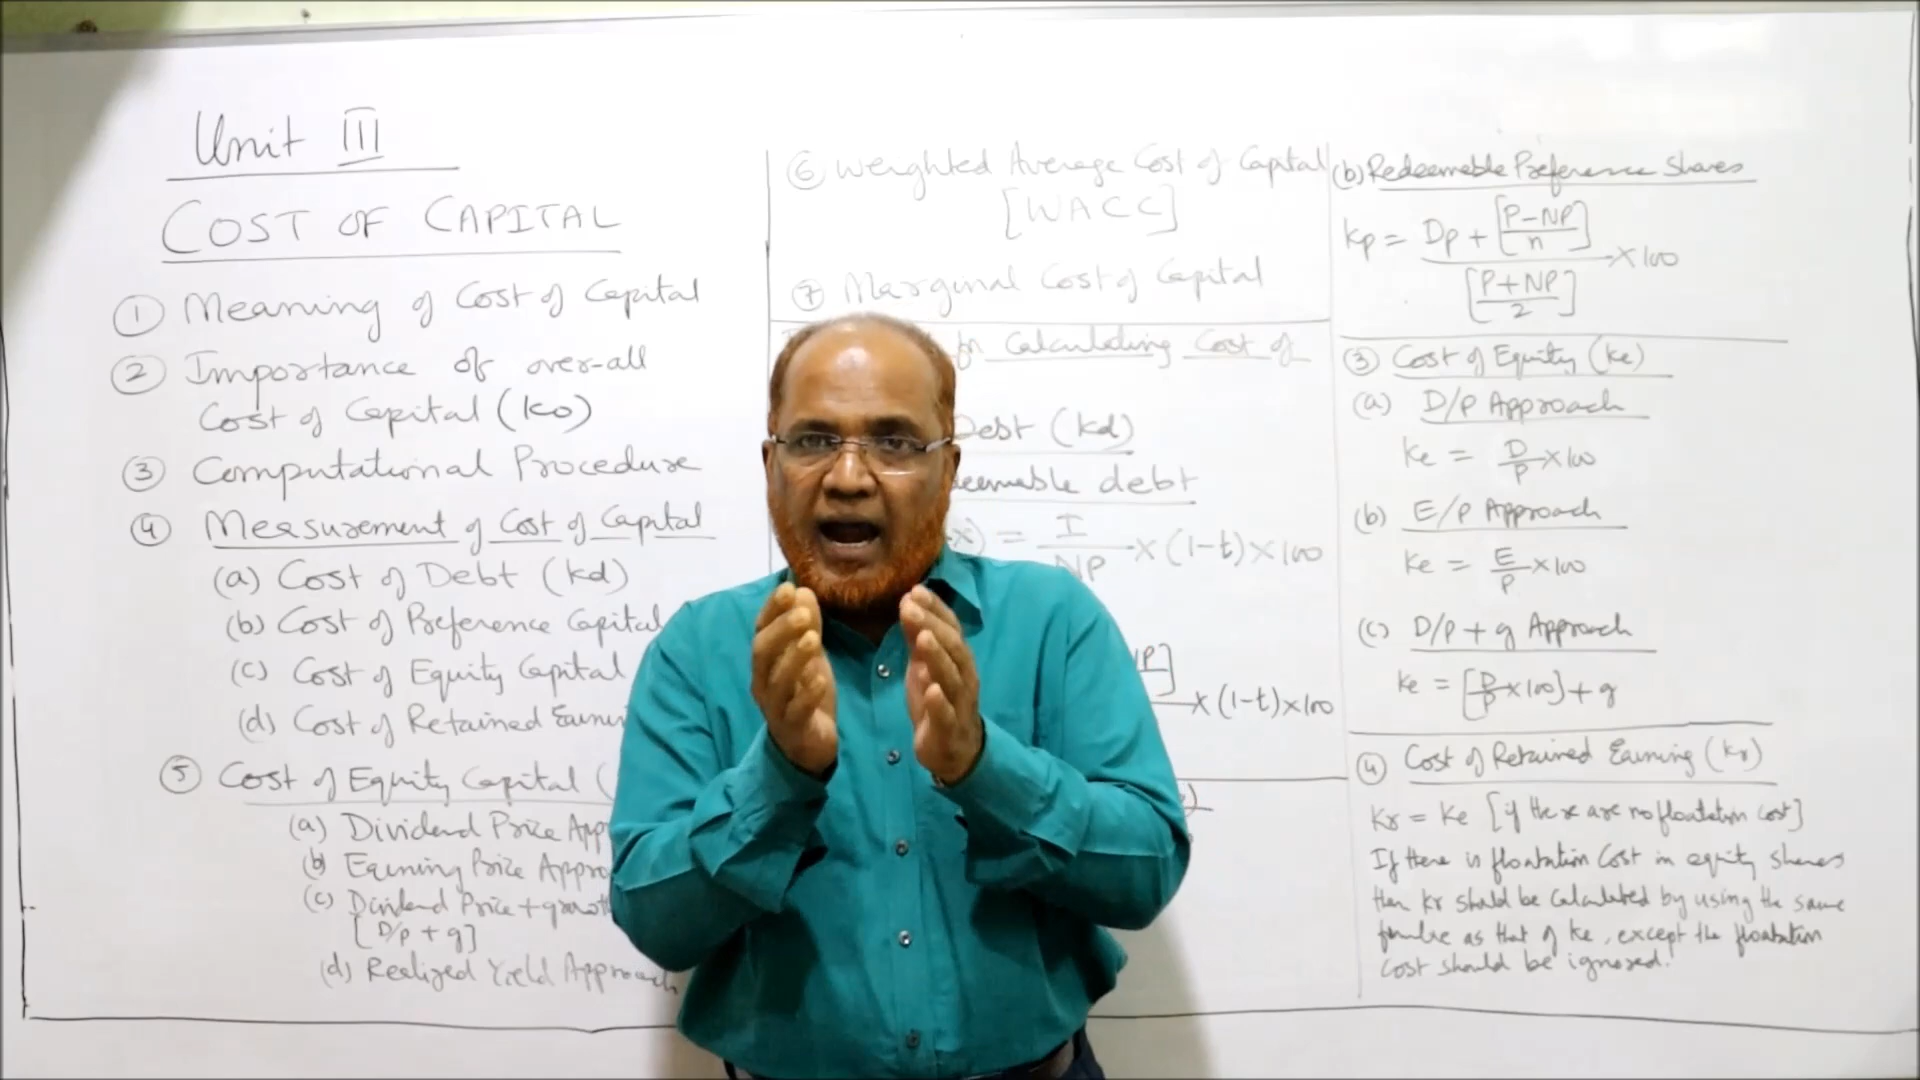 Unit III
COST OF CAPITAL
① Meaning of Cost of Capital
② Importance of over-all
Cost of Capital (ko)
③ Computational Procedure
④ Measurement of Cost of Capital
(a) Cost of Debt (kd)
(b) Cost of Preference Capital
(c) Cost of Equity Capital
(d) Cost of Retained
⑤ Cost of Equity Capital (
(a) Dividend Price
(b) Earning Price
(c) Dividend Price +
[D/p + g]
(d) Realized Yield Approach
⑥ Weighted Average Cost of Capital
[WACC]
⑦ Marginal Cost of Capital
for Calculating Cost of
Debt (kd)
debt
= I/NP × (1-t) × 100
× (1-t) × 100
(b) Redeemable Preference Shares
Kp = Dp + [P-NP/n] / [P+NP/2] × 100
③ Cost of Equity (ke)
(a) D/p Approach
ke = D/P × 100
(b) E/p Approach
ke = E/P × 100
(c) D/p + g Approach
ke = [D/P × 100] + g
④ Cost of Retained Earning (kr)
Kr = Ke [if there are no floatation cost]
If there is floatation Cost in equity shares
then Kr should be calculated by using the same
formulae as that of ke, except the floatation
cost should be ignored.